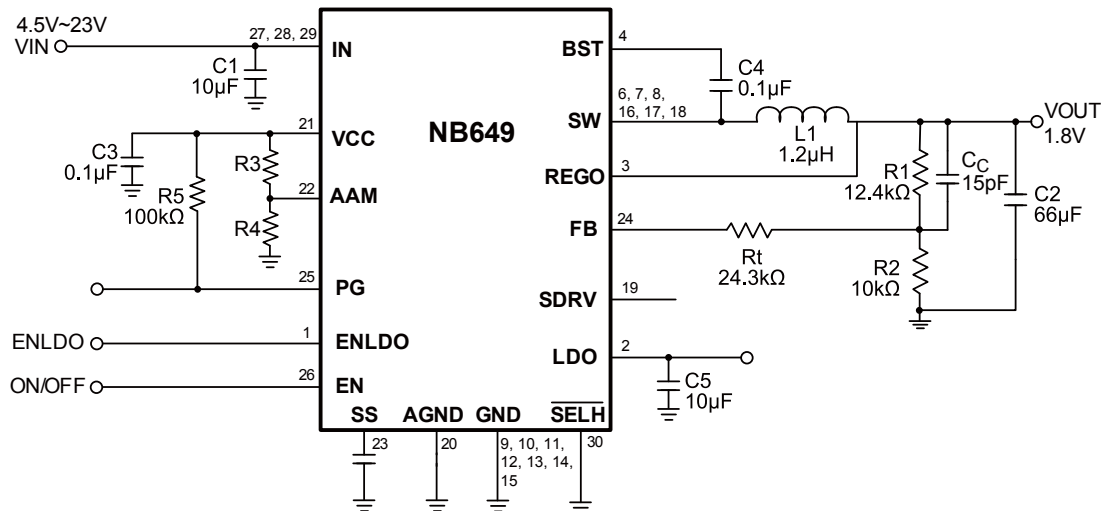 4.5V~23V
VIN
27, 28, 29
IN
C1
10µF
21
VCC
C3
0.1µF
R3
22
AAM
R5
100kΩ
R4
25
PG
ENLDO
1
ENLDO
ON/OFF
26
EN
NB649
4
BST
C4
0.1µF
6, 7, 8,
16, 17, 18
SW
L1
1.2µH
VOUT
1.8V
3
REGO
R1
12.4kΩ
CC
15pF
C2
66µF
24
FB
Rt
24.3kΩ
R2
10kΩ
19
SDRV
2
LDO
C5
10µF
SS
AGND
GND
SELH
23
20
9, 10, 11,
12, 13, 14,
15
30